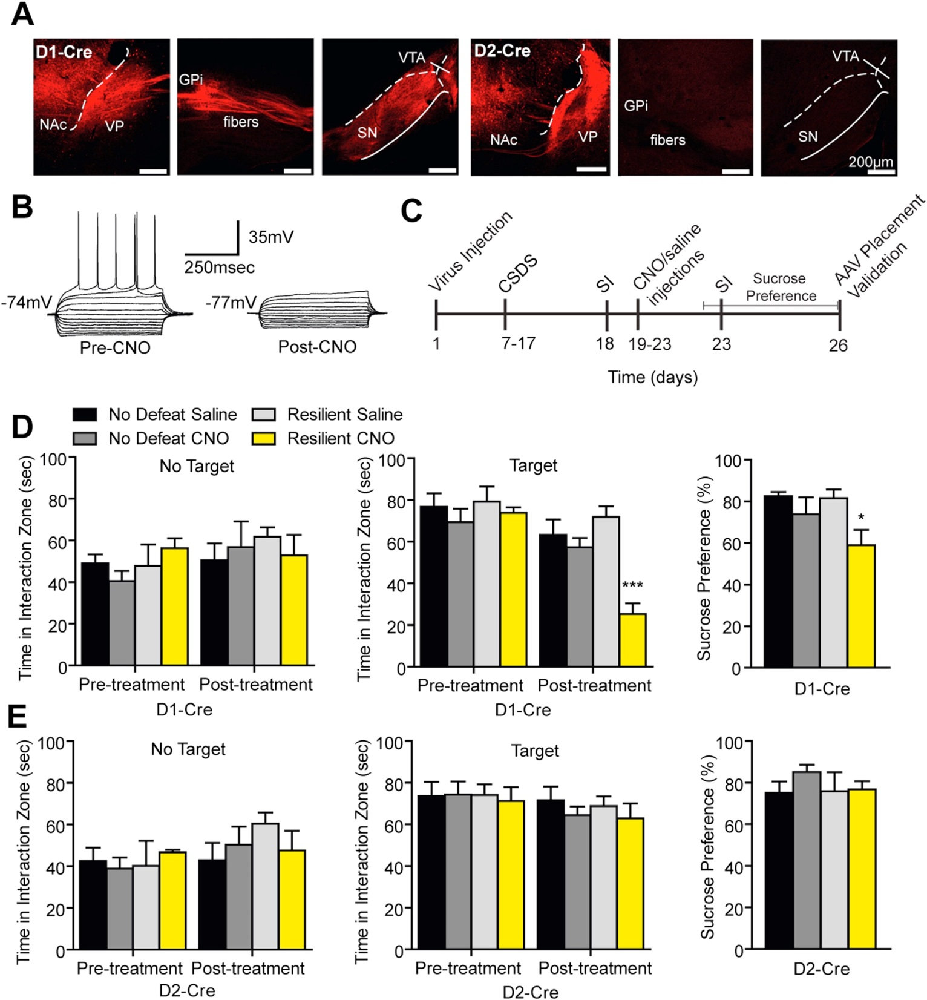 A
D1-Cre
NAc
VP
GPi
fibers
VTA
SN
D2-Cre
NAc
VP
GPi
fibers
VTA
SN
200μm
B
35mV
250msec
-74mV
-77mV
Pre-CNO
Post-CNO
C
Virus Injection
CSDS
SI
CNO/saline
injections
SI
Sucrose
Preference
AAV Placement
Validation
1
7-17
18
19-23
23
26
Time (days)
D
No Defeat Saline
Resilient Saline
No Defeat CNO
Resilient CNO
Time in Interaction Zone (sec)
100
80
60
40
20
0
No Target
Pre-treatment
Post-treatment
D1-Cre
Time in Interaction Zone (sec)
100
80
60
40
20
0
Target
***
Pre-treatment
Post-treatment
D1-Cre
Sucrose Preference (%)
100
80
60
40
20
0
*
D1-Cre
E
Time in Interaction Zone (sec)
100
80
60
40
20
0
No Target
Pre-treatment
Post-treatment
D2-Cre
Time in Interaction Zone (sec)
100
80
60
40
20
0
Target
Pre-treatment
Post-treatment
D2-Cre
Sucrose Preference (%)
100
80
60
40
20
0
D2-Cre